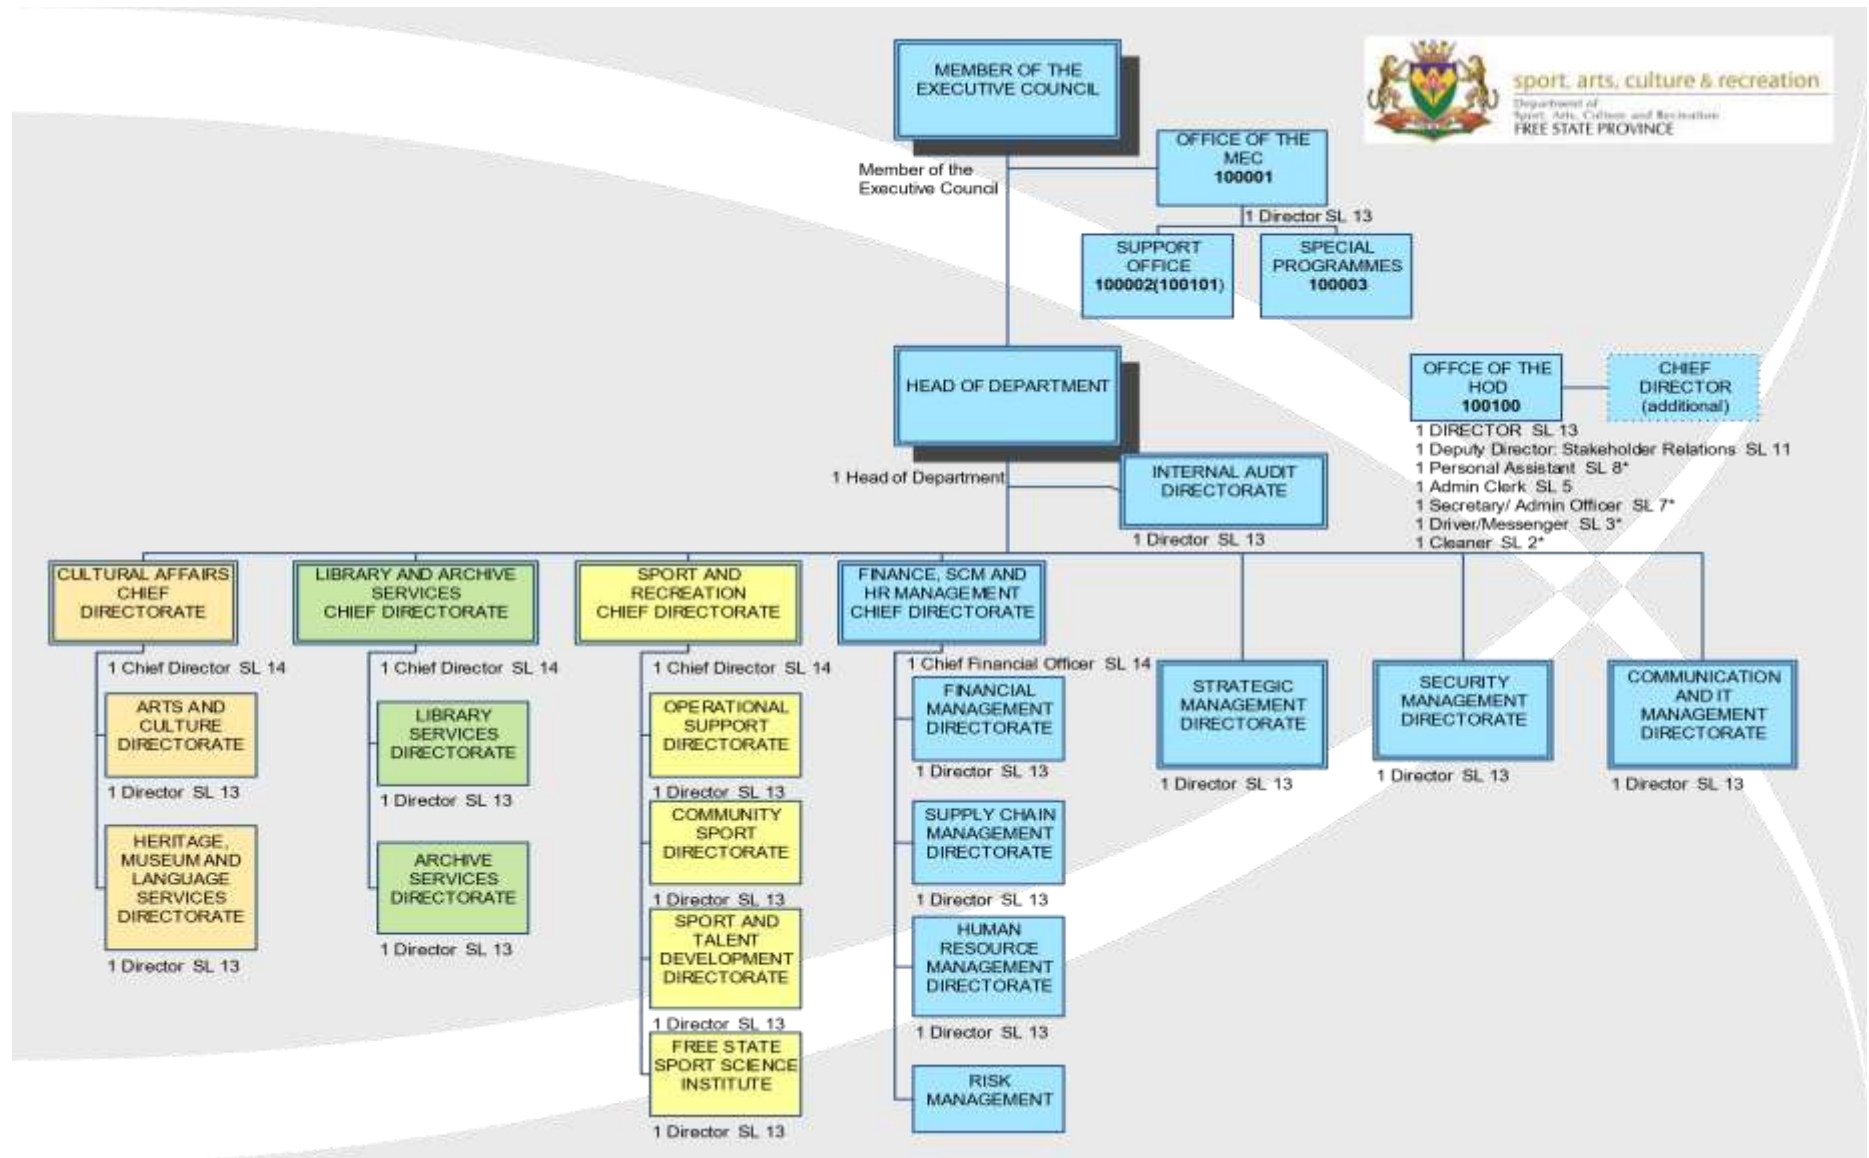 MEMBER OF THE
EXECUTIVE COUNCIL
sport, arts, culture & recreation
Department of
Sport, Arts, Culture and Recreation
FREE STATE PROVINCE
Member of the
Executive Council
OFFICE OF THE
MEC
100001
1 Director SL 13
SUPPORT
OFFICE
100002(100101)
SPECIAL
PROGRAMMES
100003
HEAD OF DEPARTMENT
1 Head of Department
OFFCE OF THE
HOD
100100
CHIEF
DIRECTOR
(additional)
1 DIRECTOR SL 13
1 Deputy Director: Stakeholder Relations SL 11
1 Personal Assistant SL 8*
1 Admin Clerk SL 5
1 Secretary/ Admin Officer SL 7*
1 Driver/Messenger SL 3*
1 Cleaner SL 2*
INTERNAL AUDIT
DIRECTORATE
1 Director SL 13
CULTURAL AFFAIRS
CHIEF
DIRECTORATE
1 Chief Director SL 14
ARTS AND
CULTURE
DIRECTORATE
1 Director SL 13
HERITAGE,
MUSEUM AND
LANGUAGE
SERVICES
DIRECTORATE
1 Director SL 13
LIBRARY AND ARCHIVE
SERVICES
CHIEF DIRECTORATE
1 Chief Director SL 14
LIBRARY
SERVICES
DIRECTORATE
1 Director SL 13
ARCHIVE
SERVICES
DIRECTORATE
1 Director SL 13
SPORT AND
RECREATION
CHIEF DIRECTORATE
1 Chief Director SL 14
OPERATIONAL
SUPPORT
DIRECTORATE
1 Director SL 13
COMMUNITY
SPORT
DIRECTORATE
1 Director SL 13
SPORT AND
TALENT
DEVELOPMENT
DIRECTORATE
1 Director SL 13
FREE STATE
SPORT SCIENCE
INSTITUTE
1 Director SL 13
FINANCE, SCM AND
HR MANAGEMENT
CHIEF DIRECTORATE
1 Chief Financial Officer SL 14
FINANCIAL
MANAGEMENT
DIRECTORATE
1 Director SL 13
SUPPLY CHAIN
MANAGEMENT
DIRECTORATE
1 Director SL 13
HUMAN
RESOURCE
MANAGEMENT
DIRECTORATE
1 Director SL 13
RISK
MANAGEMENT
STRATEGIC
MANAGEMENT
DIRECTORATE
1 Director SL 13
SECURITY
MANAGEMENT
DIRECTORATE
1 Director SL 13
COMMUNICATION
AND IT
MANAGEMENT
DIRECTORATE
1 Director SL 13